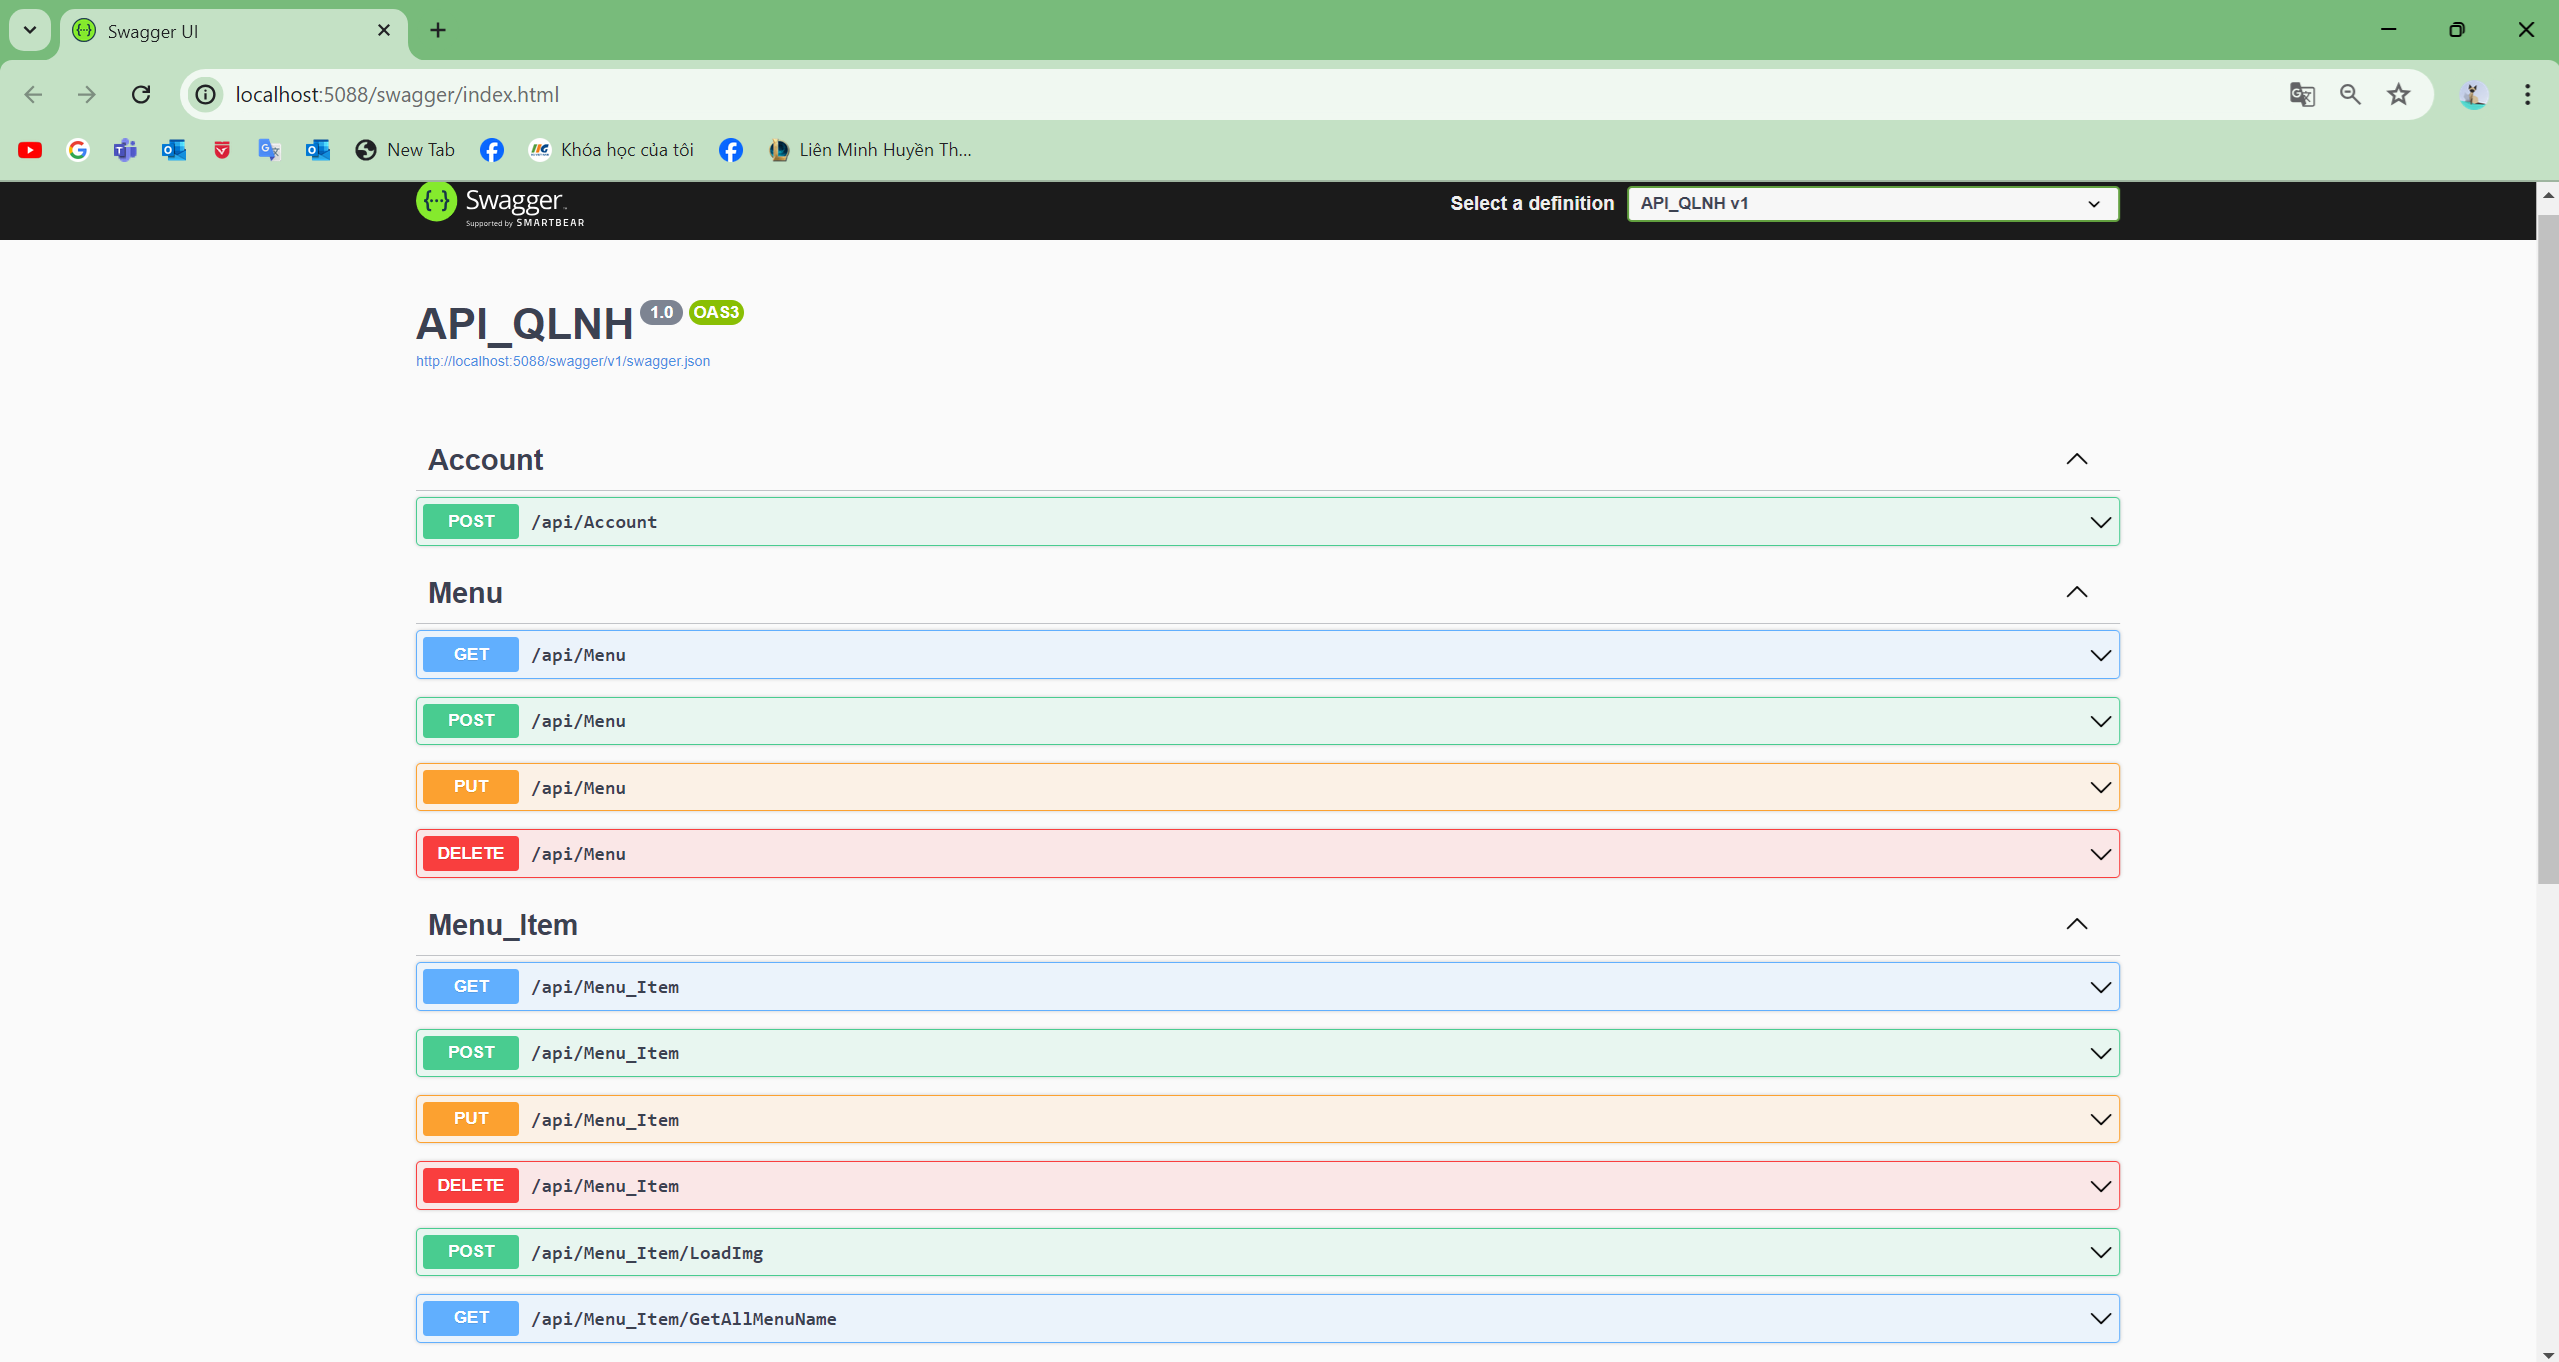 Swagger UI
localhost:5088/swagger/index.html
New Tab
Khóa học của tôi
Liên Minh Huyền Th...
Swagger
Supported by SMARTBEAR
Select a definition
API_QLNH v1
API_QLNH 1.0 OAS3
http://localhost:5088/swagger/v1/swagger.json
Account
POST /api/Account
Menu
GET /api/Menu
POST /api/Menu
PUT /api/Menu
DELETE /api/Menu
Menu_Item
GET /api/Menu_Item
POST /api/Menu_Item
PUT /api/Menu_Item
DELETE /api/Menu_Item
POST /api/Menu_Item/LoadImg
GET /api/Menu_Item/GetAllMenuName